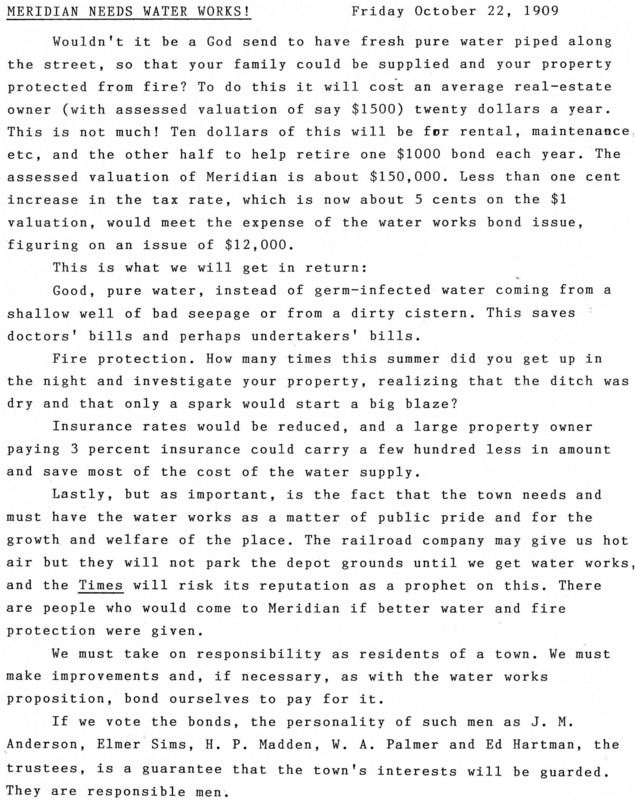 MERIDIAN NEEDS WATER WORKS! Friday October 22, 1909
Wouldn't it be a God send to have fresh pure water piped along
the street, so that your family could be supplied and your property
protected from fire? To do this it will cost an average real-estate
owner (with assessed valuation of say $1500) twenty dollars a year.
This is not much! Ten dollars of this will be for rental, maintenance,
etc, and the other half to help retire one $1000 bond each year. The
assessed valuation of Meridian is about $150,000. Less than one cent
increase in the tax rate, which is now about 5 cents on the $1
valuation, would meet the expense of the water works bond issue,
figuring on an issue of $12,000.
This is what we will get in return:
Good, pure water, instead of germ-infected water coming from a
shallow well of bad seepage or from a dirty cistern. This saves
doctors' bills and perhaps undertakers' bills.
Fire protection. How many times this summer did you get up in
the night and investigate your property, realizing that the ditch was
dry and that only a spark would start a big blaze?
Insurance rates would be reduced, and a large property owner
paying 3 percent insurance could carry a few hundred less in amount
and save most of the cost of the water supply.
Lastly, but as important, is the fact that the town needs and
must have the water works as a matter of public pride and for the
growth and welfare of the place. The railroad company may give us hot
air but they will not park the depot grounds until we get water works,
and the Times will risk its reputation as a prophet on this. There
are people who would come to Meridian if better water and fire
protection were given.
We must take on responsibility as residents of a town. We must
make improvements and, if necessary, as with the water works
proposition, bond ourselves to pay for it.
If we vote the bonds, the personality of such men as J. M.
Anderson, Elmer Sims, H. P. Madden, W. A. Palmer and Ed Hartman, the
trustees, is a guarantee that the town's interests will be guarded.
They are responsible men.